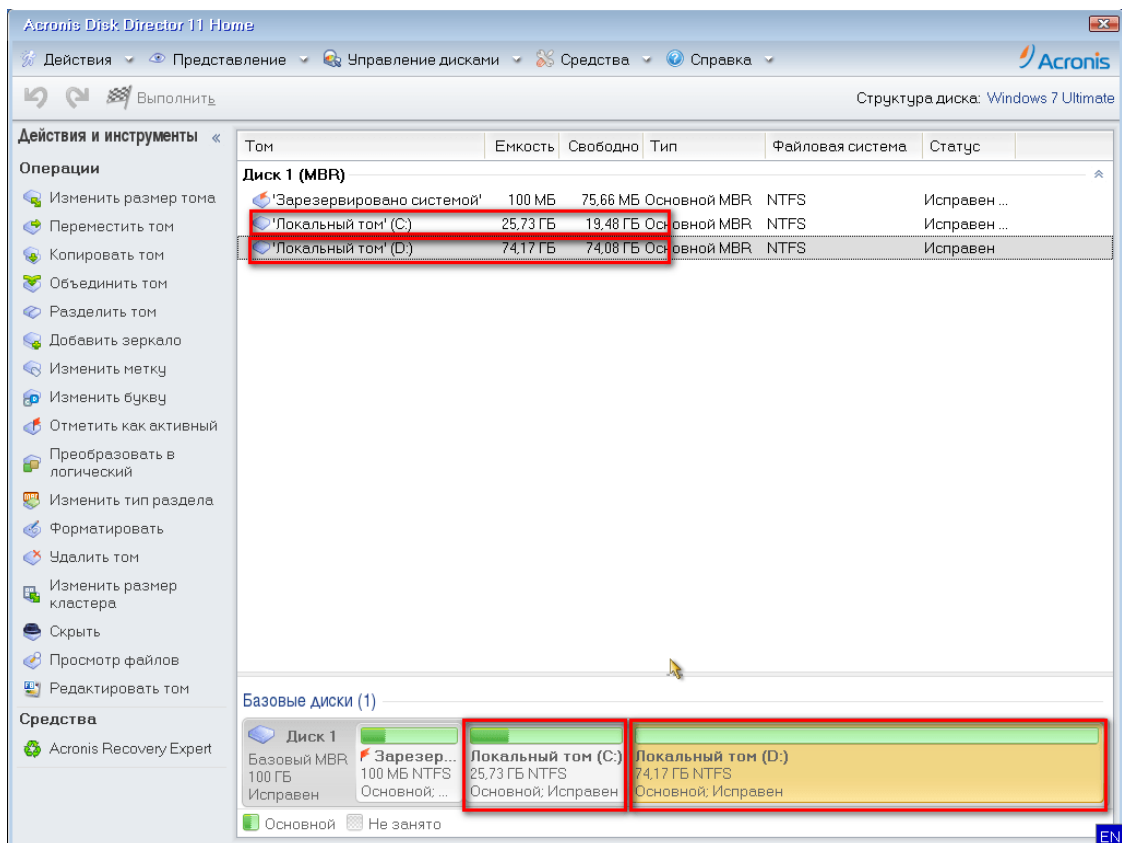 Acronis Disk Director 11 Home
Действия Представление Управление дисками Средства Справка Acronis
Выполнить Структура диска: Windows 7 Ultimate
Действия и инструменты «
Операции
Изменить размер тома
Переместить том
Копировать том
Объединить том
Разделить том
Добавить зеркало
Изменить метку
Изменить букву
Отметить как активный
Преобразовать в
логический
Изменить тип раздела
Форматировать
Удалить том
Изменить размер
кластера
Скрыть
Просмотр файлов
Редактировать том
Средства
Acronis Recovery Expert
Том Емкость Свободно Тип Файловая система Статус
Диск 1 (MBR)
'Зарезервировано системой' 100 МБ 75,66 МБ Основной MBR NTFS Исправен ...
'Локальный том' (C:) 25,73 ГБ 19,48 ГБ Основной MBR NTFS Исправен ...
'Локальный том' (D:) 74,17 ГБ 74,08 ГБ Основной MBR NTFS Исправен
Базовые диски (1)
Диск 1
Базовый MBR
100 ГБ
Исправен
Зарезер...
100 МБ NTFS
Основной; ...
Локальный том (C:)
25,73 ГБ NTFS
Основной; Исправен
Локальный том (D:)
74,17 ГБ NTFS
Основной; Исправен
Основной Не занято
EN